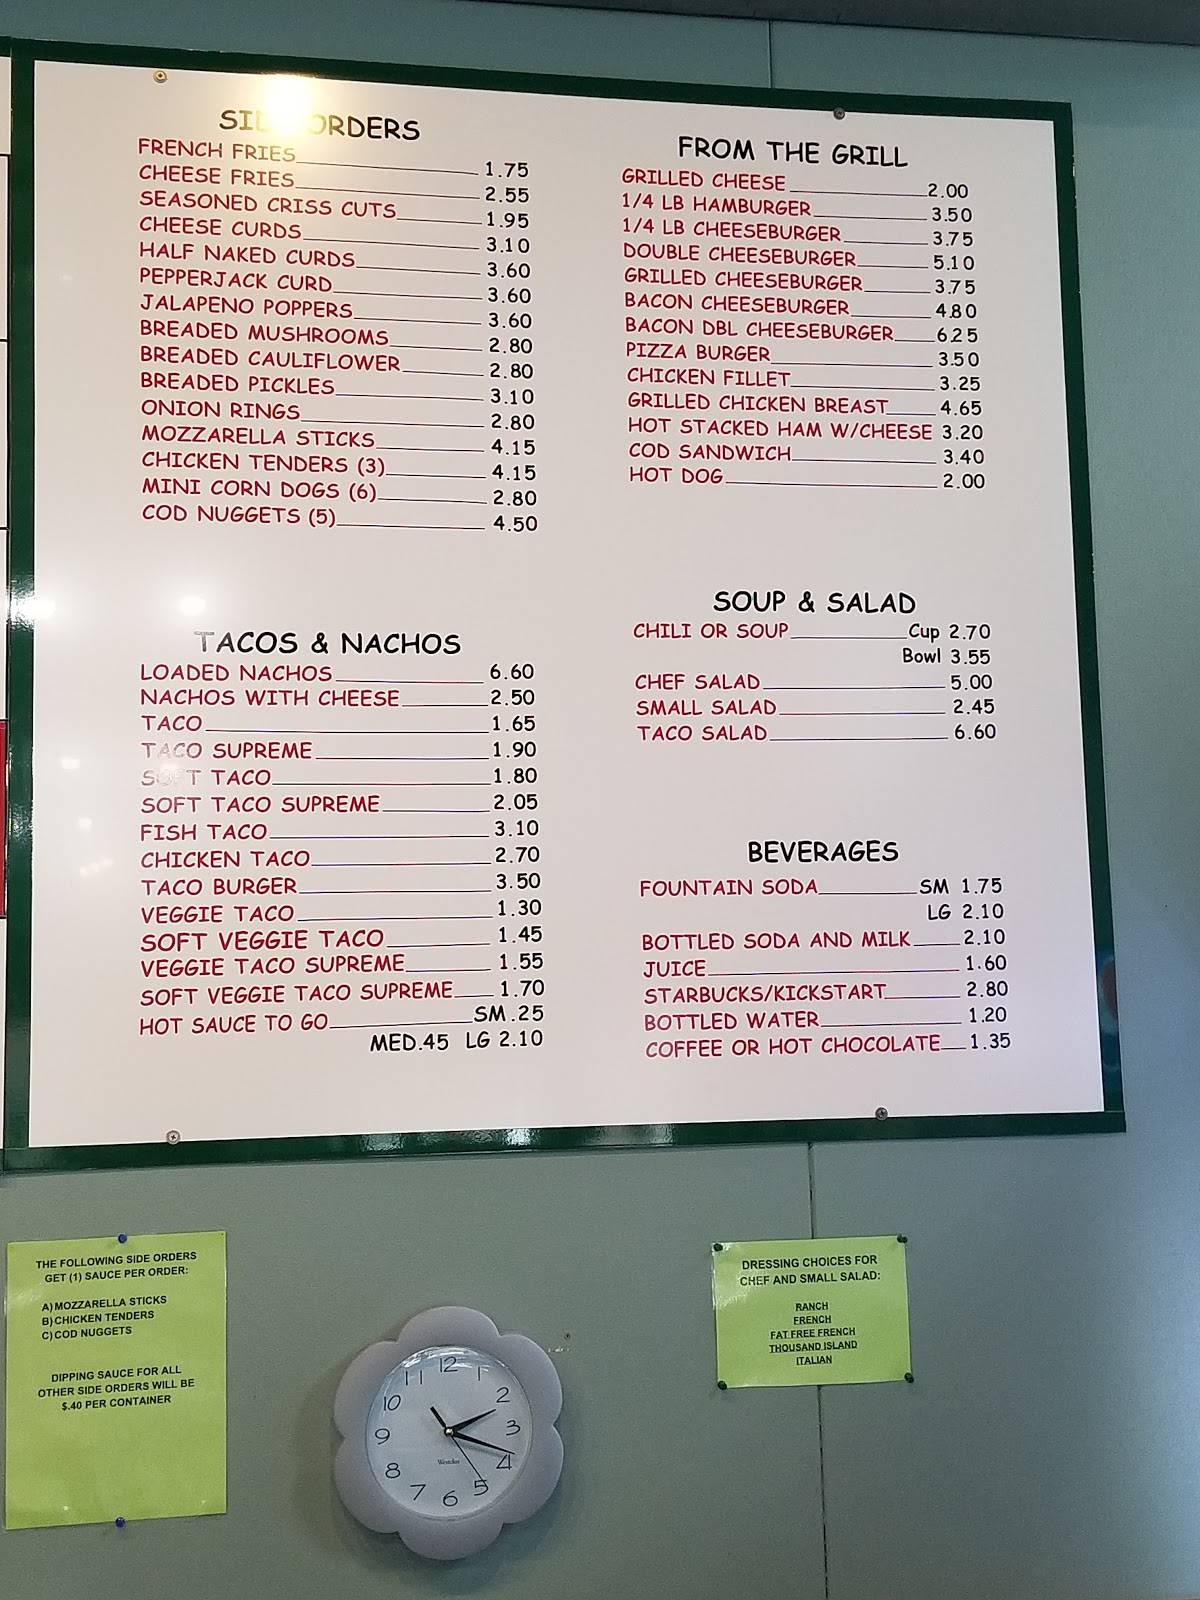 SIDE ORDERS
FRENCH FRIES 1.75
CHEESE FRIES 2.55
SEASONED CRISS CUTS 1.95
CHEESE CURDS 3.10
HALF NAKED CURDS 3.60
PEPPERJACK CURD 3.60
JALAPENO POPPERS 3.60
BREADED MUSHROOMS 2.80
BREADED CAULIFLOWER 2.80
BREADED PICKLES 3.10
ONION RINGS 2.80
MOZZARELLA STICKS 4.15
CHICKEN TENDERS (3) 4.15
MINI CORN DOGS (6) 2.80
COD NUGGETS (5) 4.50
TACOS & NACHOS
LOADED NACHOS 6.60
NACHOS WITH CHEESE 2.50
TACO 1.65
TACO SUPREME 1.90
SOFT TACO 1.80
SOFT TACO SUPREME 2.05
FISH TACO 3.10
CHICKEN TACO 2.70
TACO BURGER 3.50
VEGGIE TACO 1.30
SOFT VEGGIE TACO 1.45
VEGGIE TACO SUPREME 1.55
SOFT VEGGIE TACO SUPREME 1.70
HOT SAUCE TO GO SM .25
MED.45 LG 2.10
FROM THE GRILL
GRILLED CHEESE 2.00
1/4 LB HAMBURGER 3.50
1/4 LB CHEESEBURGER 3.75
DOUBLE CHEESEBURGER 5.10
GRILLED CHEESEBURGER 3.75
BACON CHEESEBURGER 4.80
BACON DBL CHEESEBURGER 6.25
PIZZA BURGER 3.50
CHICKEN FILLET 3.25
GRILLED CHICKEN BREAST 4.65
HOT STACKED HAM W/CHEESE 3.20
COD SANDWICH 3.40
HOT DOG 2.00
SOUP & SALAD
CHILI OR SOUP Cup 2.70
Bowl 3.55
CHEF SALAD 5.00
SMALL SALAD 2.45
TACO SALAD 6.60
BEVERAGES
FOUNTAIN SODA SM 1.75
LG 2.10
BOTTLED SODA AND MILK 2.10
JUICE 1.60
STARBUCKS/KICKSTART 2.80
BOTTLED WATER 1.20
COFFEE OR HOT CHOCOLATE 1.35
THE FOLLOWING SIDE ORDERS
GET (1) SAUCE PER ORDER:
A) MOZZARELLA STICKS
B) CHICKEN TENDERS
C) COD NUGGETS
DIPPING SAUCE FOR ALL
OTHER SIDE ORDERS WILL BE
$.40 PER CONTAINER
12
11 1
10 2
9 3
Westclox
8 4
7 5
6
DRESSING CHOICES FOR
CHEF AND SMALL SALAD:
RANCH
FRENCH
FAT FREE FRENCH
THOUSAND ISLAND
ITALIAN